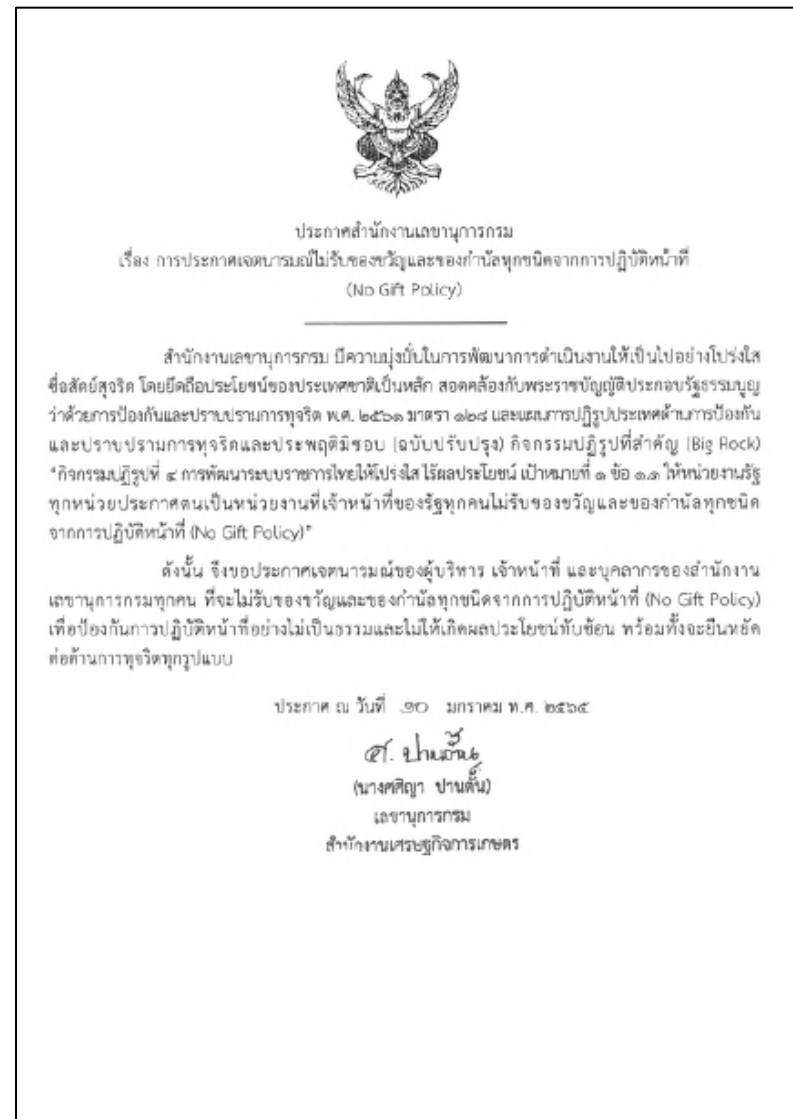 ประกาศสำนักงานเลขานุการกรม
เรื่อง การประกาศเจตนารมณ์ไม่รับของขวัญและของกำนัลทุกชนิดจากการปฏิบัติหน้าที่
(No Gift Policy)
สำนักงานเลขานุการกรม มีความมุ่งมั่นในการพัฒนาการดำเนินงานให้เป็นไปอย่างโปร่งใส
ซื่อสัตย์สุจริต โดยยึดถือประโยชน์ของประเทศชาติเป็นหลัก สอดคล้องกับพระราชบัญญัติประกอบรัฐธรรมนูญ
ว่าด้วยการป้องกันและปราบปรามการทุจริต พ.ศ. ๒๕๖๑ มาตรา ๑๒๘ และแผนการปฏิรูปประเทศด้านการป้องกัน
และปราบปรามการทุจริตและประพฤติมิชอบ (ฉบับปรับปรุง) กิจกรรมปฏิรูปที่สำคัญ (Big Rock)
"กิจกรรมปฏิรูปที่ ๔ การพัฒนาระบบราชการไทยให้โปร่งใส ไร้ผลประโยชน์ เป้าหมายที่ ๑ ข้อ ๑.๑ ให้หน่วยงานรัฐ
ทุกหน่วยประกาศตนเป็นหน่วยงานที่เจ้าหน้าที่ของรัฐทุกคนไม่รับของขวัญและของกำนัลทุกชนิด
จากการปฏิบัติหน้าที่ (No Gift Policy)"
ดังนั้น จึงขอประกาศเจตนารมณ์ของผู้บริหาร เจ้าหน้าที่ และบุคลากรของสำนักงาน
เลขานุการกรมทุกคน ที่จะไม่รับของขวัญและของกำนัลทุกชนิดจากการปฏิบัติหน้าที่ (No Gift Policy)
เพื่อป้องกันการปฏิบัติหน้าที่อย่างไม่เป็นธรรมและไม่ให้เกิดผลประโยชน์ทับซ้อน พร้อมทั้งจะยืนหยัด
ต่อต้านการทุจริตทุกรูปแบบ
ประกาศ ณ วันที่ มกราคม พ.ศ. ๒๕๖๕
ศ. ปานตั้น
(นางศศิญา ปานตั้น)
เลขานุการกรม
สำนักงานเศรษฐกิจการเกษตร